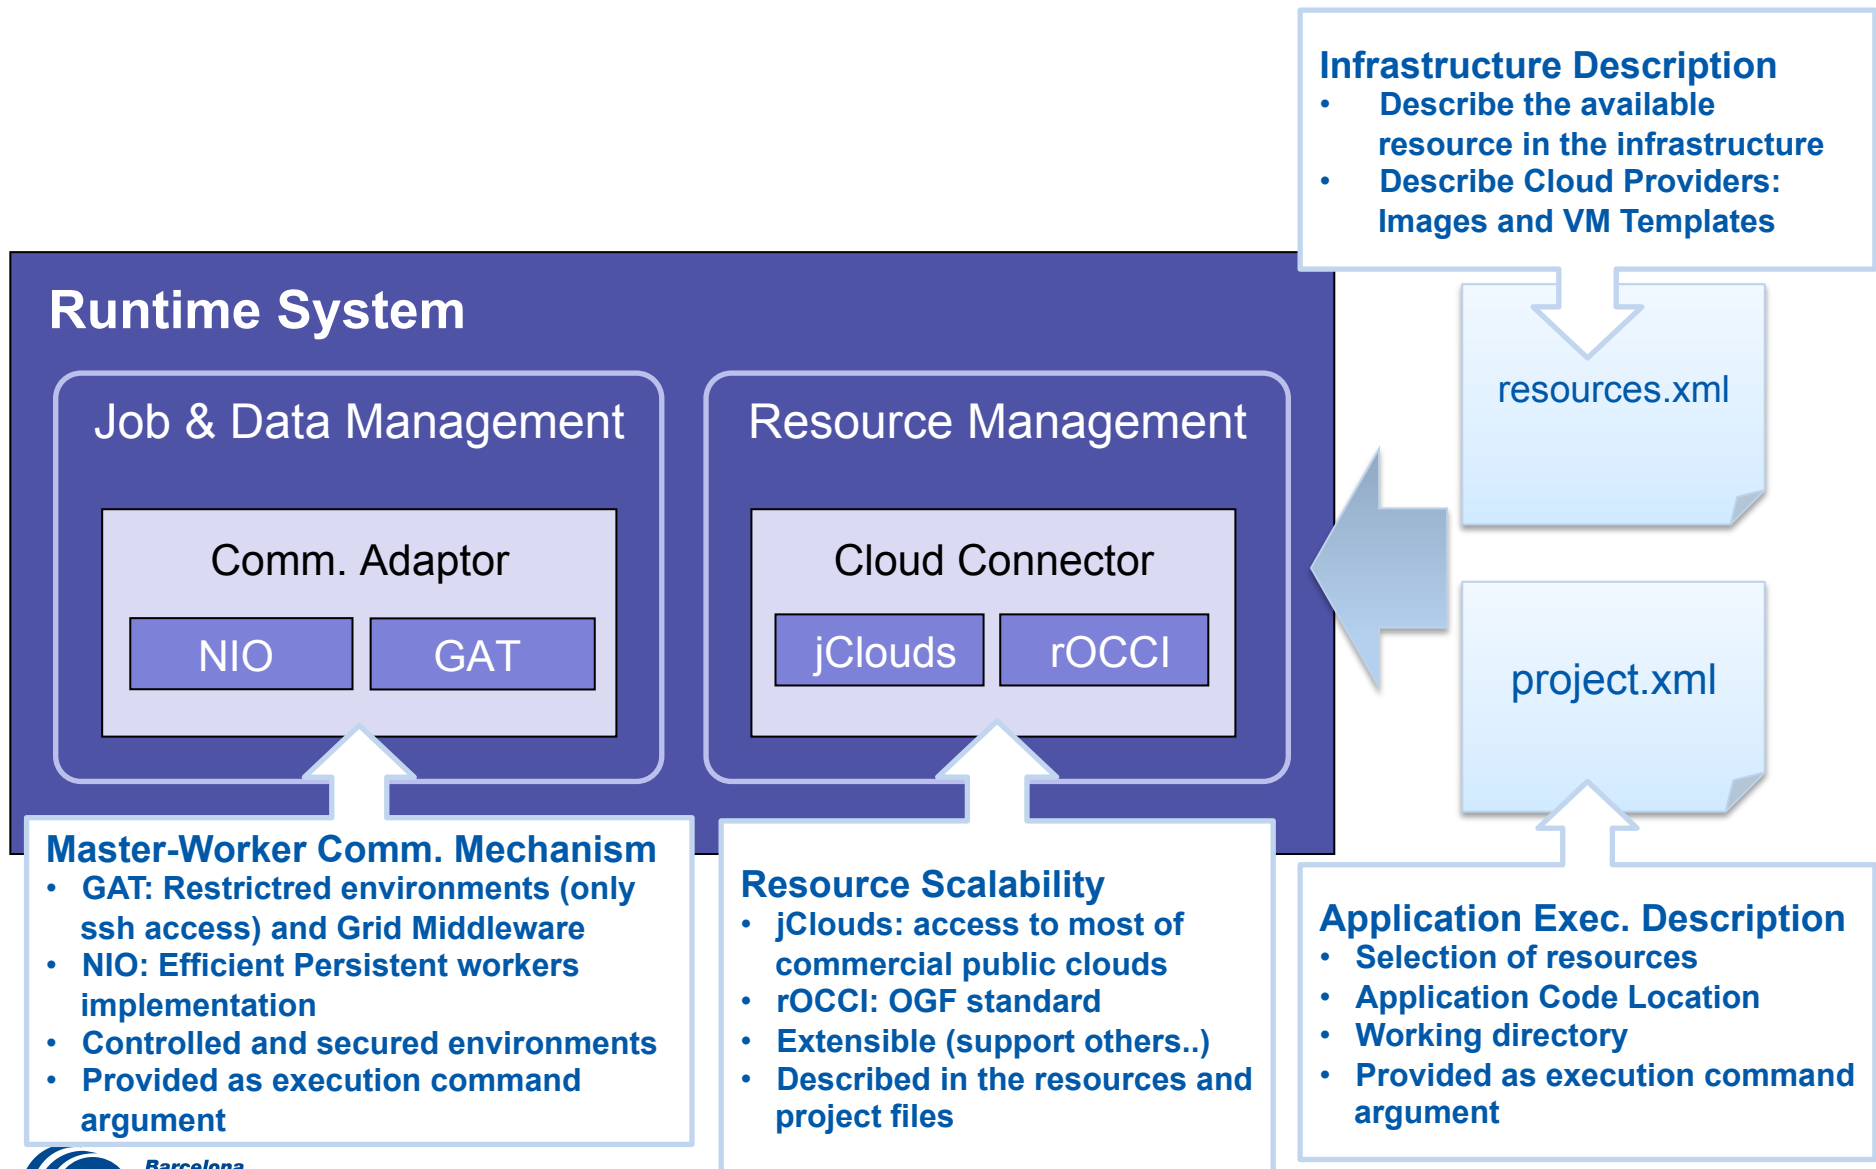 Infrastructure Description
• Describe the available
resource in the infrastructure
• Describe Cloud Providers:
Images and VM Templates
Runtime System
Job & Data Management
Resource Management
Comm. Adaptor
NIO
GAT
Cloud Connector
jClouds
rOCCI
resources.xml
project.xml
Master-Worker Comm. Mechanism
• GAT: Restrictred environments (only
ssh access) and Grid Middleware
• NIO: Efficient Persistent workers
implementation
• Controlled and secured environments
• Provided as execution command
argument
Resource Scalability
• jClouds: access to most of
commercial public clouds
• rOCCI: OGF standard
• Extensible (support others..)
• Described in the resources and
project files
Application Exec. Description
• Selection of resources
• Application Code Location
• Working directory
• Provided as execution command
argument
Barcelona